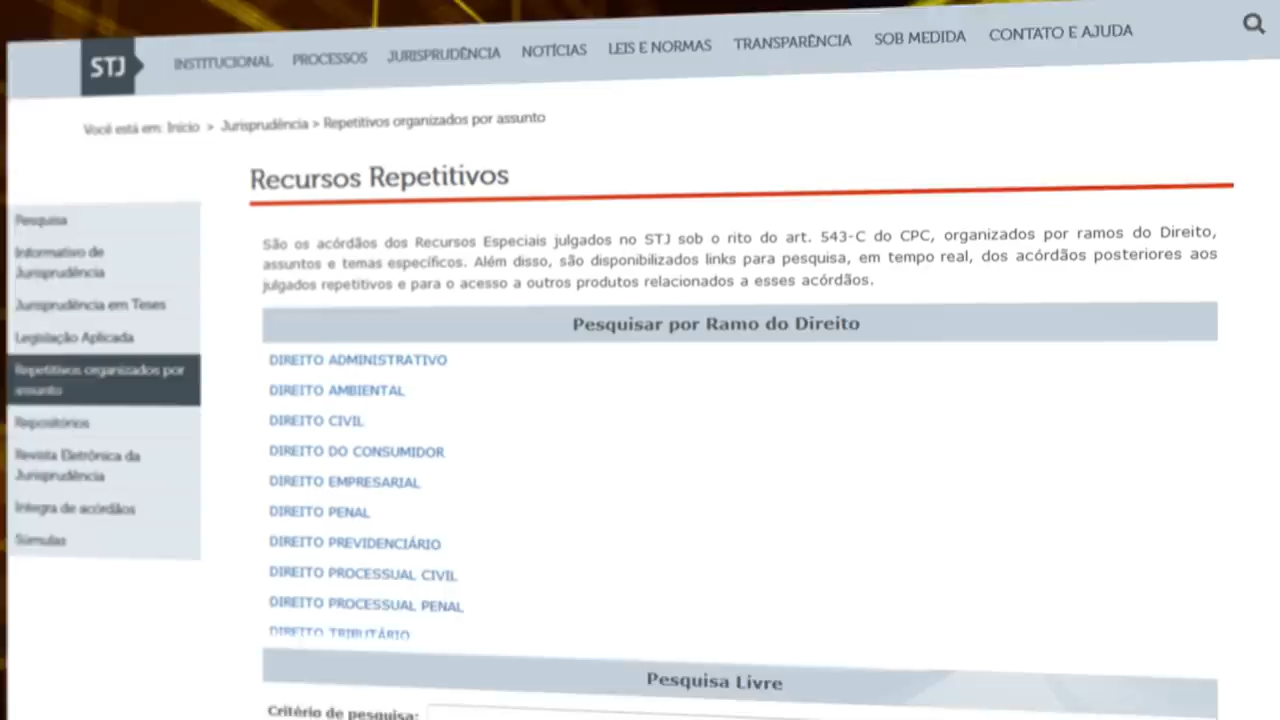 STJ
INSTITUCIONAL PROCESSOS JURISPRUDÊNCIA NOTÍCIAS LEIS E NORMAS TRANSPARÊNCIA SOB MEDIDA CONTATO E AJUDA
Você está em: Início > Jurisprudência > Repetitivos organizados por assunto
Recursos Repetitivos
Pesquisa
Informativo de
Jurisprudência
Jurisprudência em Teses
Legislação Aplicada
Repetitivos organizados por
assunto
Repositórios
Revista Eletrônica da
Jurisprudência
Íntegra de acórdãos
Súmulas
São os acórdãos dos Recursos Especiais julgados no STJ sob o rito do art. 543-C do CPC, organizados por ramos do Direito,
assuntos e temas específicos. Além disso, são disponibilizados links para pesquisa, em tempo real, dos acórdãos posteriores aos
julgados repetitivos e para o acesso a outros produtos relacionados a esses acórdãos.
Pesquisar por Ramo do Direito
DIREITO ADMINISTRATIVO
DIREITO AMBIENTAL
DIREITO CIVIL
DIREITO DO CONSUMIDOR
DIREITO EMPRESARIAL
DIREITO PENAL
DIREITO PREVIDENCIÁRIO
DIREITO PROCESSUAL CIVIL
DIREITO PROCESSUAL PENAL
DIREITO TRIBUTÁRIO
Pesquisa Livre
Critério de pesquisa: